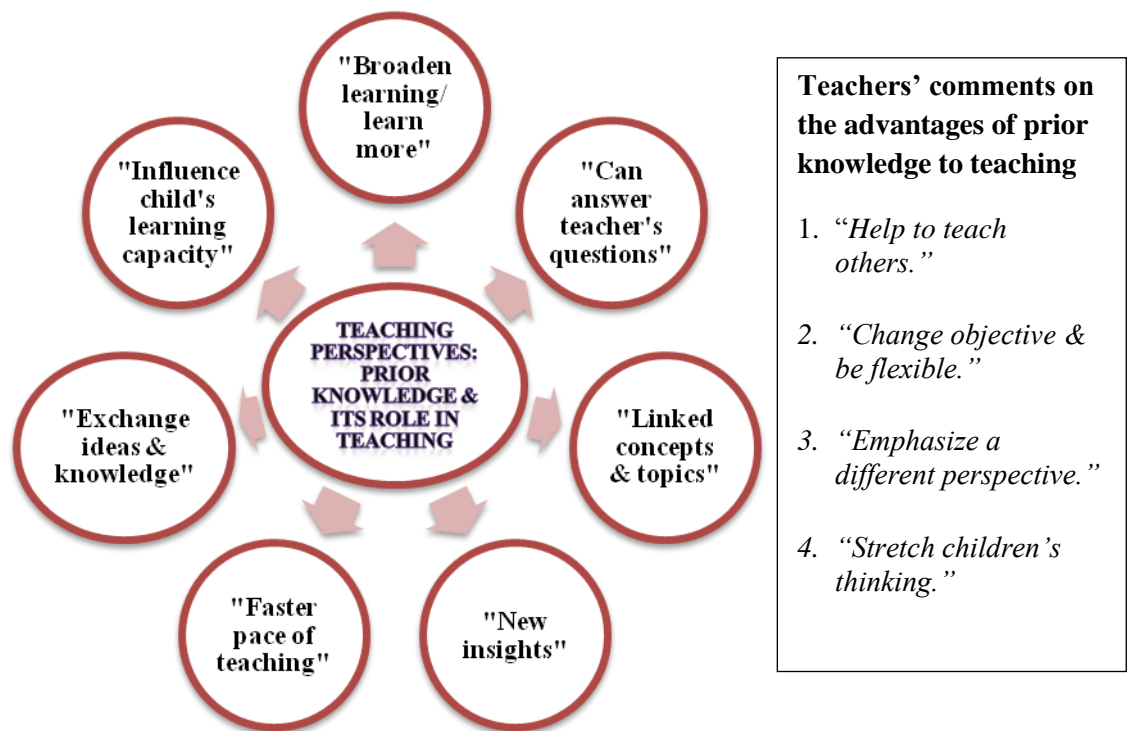 "Broaden
learning/
learn
more"
"Can
answer
teacher's
questions"
"Linked
concepts
& topics"
"New
insights"
"Faster
pace of
teaching"
"Exchange
ideas &
knowledge"
"Influence
child's
learning
capacity"
TEACHING
PERSPECTIVES:
PRIOR
KNOWLEDGE &
ITS ROLE IN
TEACHING
Teachers’ comments on
the advantages of prior
knowledge to teaching
1. “Help to teach
others.”
2. “Change objective &
be flexible.”
3. “Emphasize a
different perspective.”
4. “Stretch children’s
thinking.”